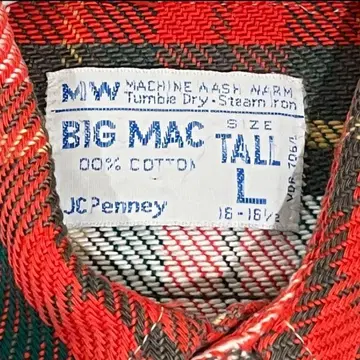 MW MACHINE WASH WARM
Tumble Dry · Steam Iron
BIG MAC
SIZE
TALL
00% COTTON
L
JCPenney
16-16½